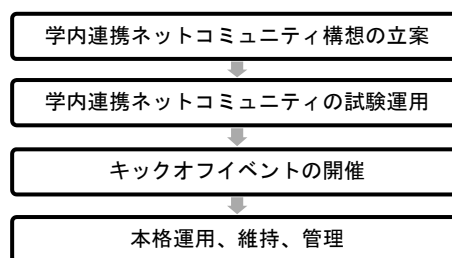 学内連携ネットコミュニティ構想の立案
学内連携ネットコミュニティの試験運用
キックオフイベントの開催
本格運用、維持、管理